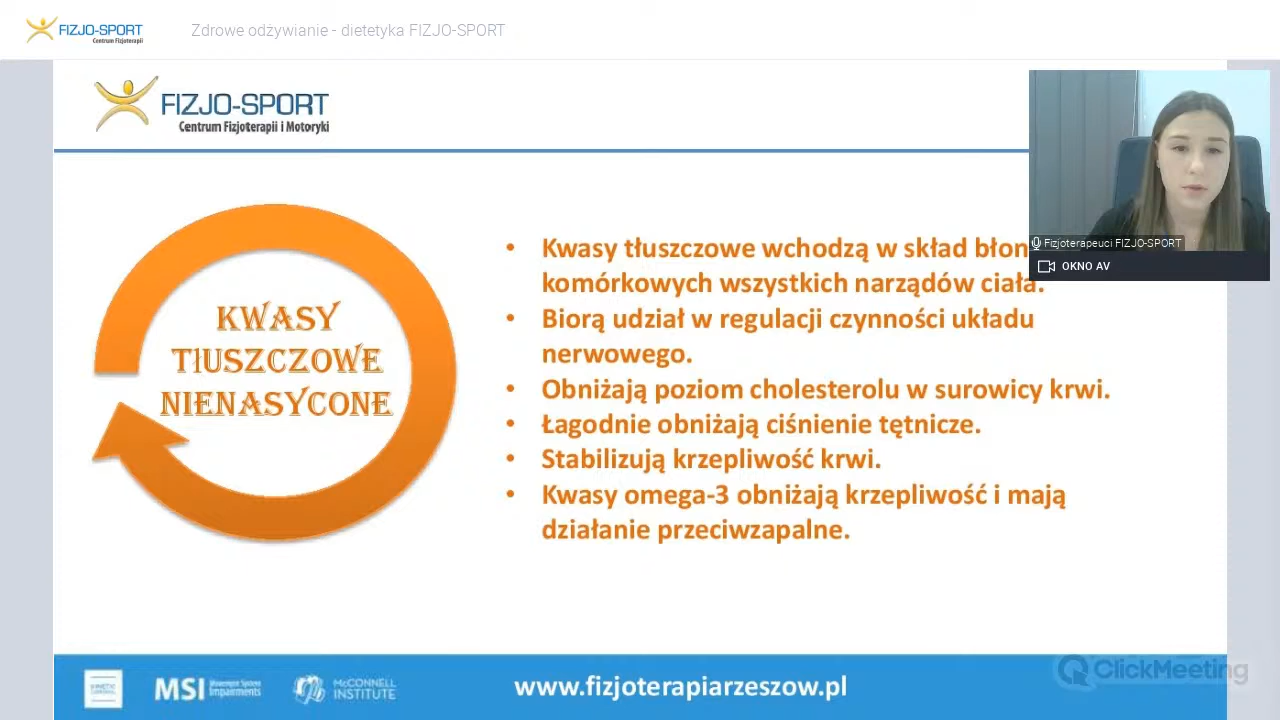 FIZJO-SPORT
Centrum Fizjoterapii
Zdrowe odżywianie - dietetyka FIZJO-SPORT
FIZJO-SPORT
Centrum Fizjoterapii i Motoryki
Fizjoterapeuci FIZJO-SPORT
OKNO AV
KWASY
TŁUSZCZOWE
NIENASYCONE
• Kwasy tłuszczowe wchodzą w skład błon
komórkowych wszystkich narządów ciała.
• Biorą udział w regulacji czynności układu
nerwowego.
• Obniżają poziom cholesterolu w surowicy krwi.
• Łagodnie obniżają ciśnienie tętnicze.
• Stabilizują krzepliwość krwi.
• Kwasy omega-3 obniżają krzepliwość i mają
działanie przeciwzapalne.
MSI Movement System
Impairments
McCONNELL
INSTITUTE
www.fizjoterapiarzeszow.pl
ClickMeeting